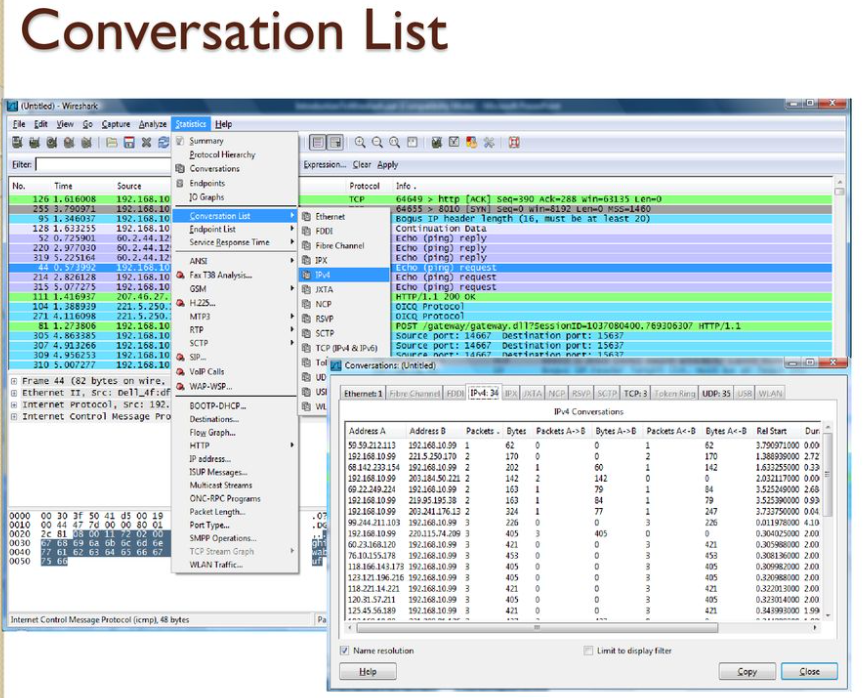 Conversation List
(Untitled) - Wireshark
File Edit View Go Capture Analyze Statistics Help
Filter: Expression... Clear Apply
No. Time Source Protocol Info
126 1.616008 192.168.10 TCP 64649 > http [ACK] Seq=390 Ack=288 Win=63135 Len=0
255 3.790971 192.168.10 64655 > 8010 [SYN] Seq=0 Win=8192 Len=0 MSS=1460
95 1.346037 192.168.10 Bogus IP header length (16, must be at least 20)
128 1.633255 192.168.10 Continuation Data
52 0.725901 60.2.44.12 Echo (ping) reply
220 2.977030 60.2.44.12 Echo (ping) reply
319 5.225164 60.2.44.12 Echo (ping) reply
44 0.573992 192.168.10 Echo (ping) request
214 2.826128 192.168.10 Echo (ping) request
315 5.077275 192.168.10 Echo (ping) request
111 1.416937 207.46.27. HTTP/1.1 200 OK
104 1.388939 221.5.250. OICQ Protocol
271 4.116098 221.5.250. OICQ Protocol
81 1.273806 192.168.10 POST /gateway/gateway.dll?SessionID=1037080400.769306307 HTTP/1.1
305 4.863385 192.168.10 Source port: 14667 Destination port: 15637
307 4.913266 192.168.10 Source port: 14667 Destination port: 15637
309 4.956253 192.168.10 Source port: 14667 Destination port: 15637
310 5.007277 192.168.10
Summary
Protocol Hierarchy
Conversations
Endpoints
IO Graphs
Conversation List
Endpoint List
Service Response Time
ANSI
Fax T38 Analysis...
GSM
H.225...
MTP3
RTP
SCTP
SIP...
VoIP Calls
WAP-WSP...
BOOTP-DHCP...
Destinations...
Flow Graph...
HTTP
IP address...
ISUP Messages...
Multicast Streams
ONC-RPC Programs
Packet Length...
Port Type...
SMPP Operations...
TCP Stream Graph
WLAN Traffic...
Ethernet
FDDI
Fibre Channel
IPX
IPv4
JXTA
NCP
RSVP
SCTP
TCP (IPv4 & IPv6)
To
UD
US
WL
Frame 44 (82 bytes on wire,
Ethernet II, Src: Dell_4f:df
Internet Protocol, Src: 192.
Internet Control Message Pro
0000 00 30 3f 50 41 d5 00 19
0010 00 44 47 7d 00 00 80 01
0020 2c 81 08 00 11 72 02 00
0030 67 68 69 6a 6b 6c 6d 6e
0040 77 61 62 63 64 65 66 67
0050 75 66
Internet Control Message Protocol (icmp), 48 bytes Pa
Conversations: (Untitled)
Ethernet: 1 Fibre Channel FDDI IPv4: 34 IPX JXTA NCP RSVP SCTP TCP: 3 Token Ring UDP: 35 USB WLAN
IPv4 Conversations
Address A Address B Packets Bytes Packets A->B Bytes A->B Packets A<-B Bytes A<-B Rel Start Dura
59.59.212.113 192.168.10.99 1 62 0 0 1 62 3.790971000 0.00
192.168.10.99 221.5.250.170 2 170 0 0 2 170 1.388939000 2.72
68.142.233.154 192.168.10.99 2 202 1 60 1 142 1.633255000 0.33
192.168.10.99 203.184.50.221 2 142 2 142 0 0 2.032117000 0.00
69.22.249.224 192.168.10.99 2 163 1 79 1 84 3.525249000 2.68
192.168.10.99 219.95.195.38 2 163 1 84 1 79 3.525390000 0.93
192.168.10.99 203.241.176.13 2 324 1 77 1 247 3.733750000 0.04
99.244.211.103 192.168.10.99 3 226 0 0 3 226 0.011978000 4.10
192.168.10.99 220.115.74.209 3 405 3 405 0 0 0.304025000 2.00
60.23.168.120 192.168.10.99 3 421 0 0 3 421 0.305988000 2.00
76.10.155.178 192.168.10.99 3 453 0 0 3 453 0.308136000 2.00
118.166.143.173 192.168.10.99 3 405 0 0 3 405 0.309982000 2.00
123.121.196.216 192.168.10.99 3 405 0 0 3 405 0.320988000 2.00
118.221.14.221 192.168.10.99 3 421 0 0 3 421 0.322013000 2.00
120.31.57.211 192.168.10.99 3 405 0 0 3 405 0.323014000 2.00
125.45.56.189 192.168.10.99 3 421 0 0 3 421 0.343993000 1.99
Name resolution Limit to display filter
Help Copy Close